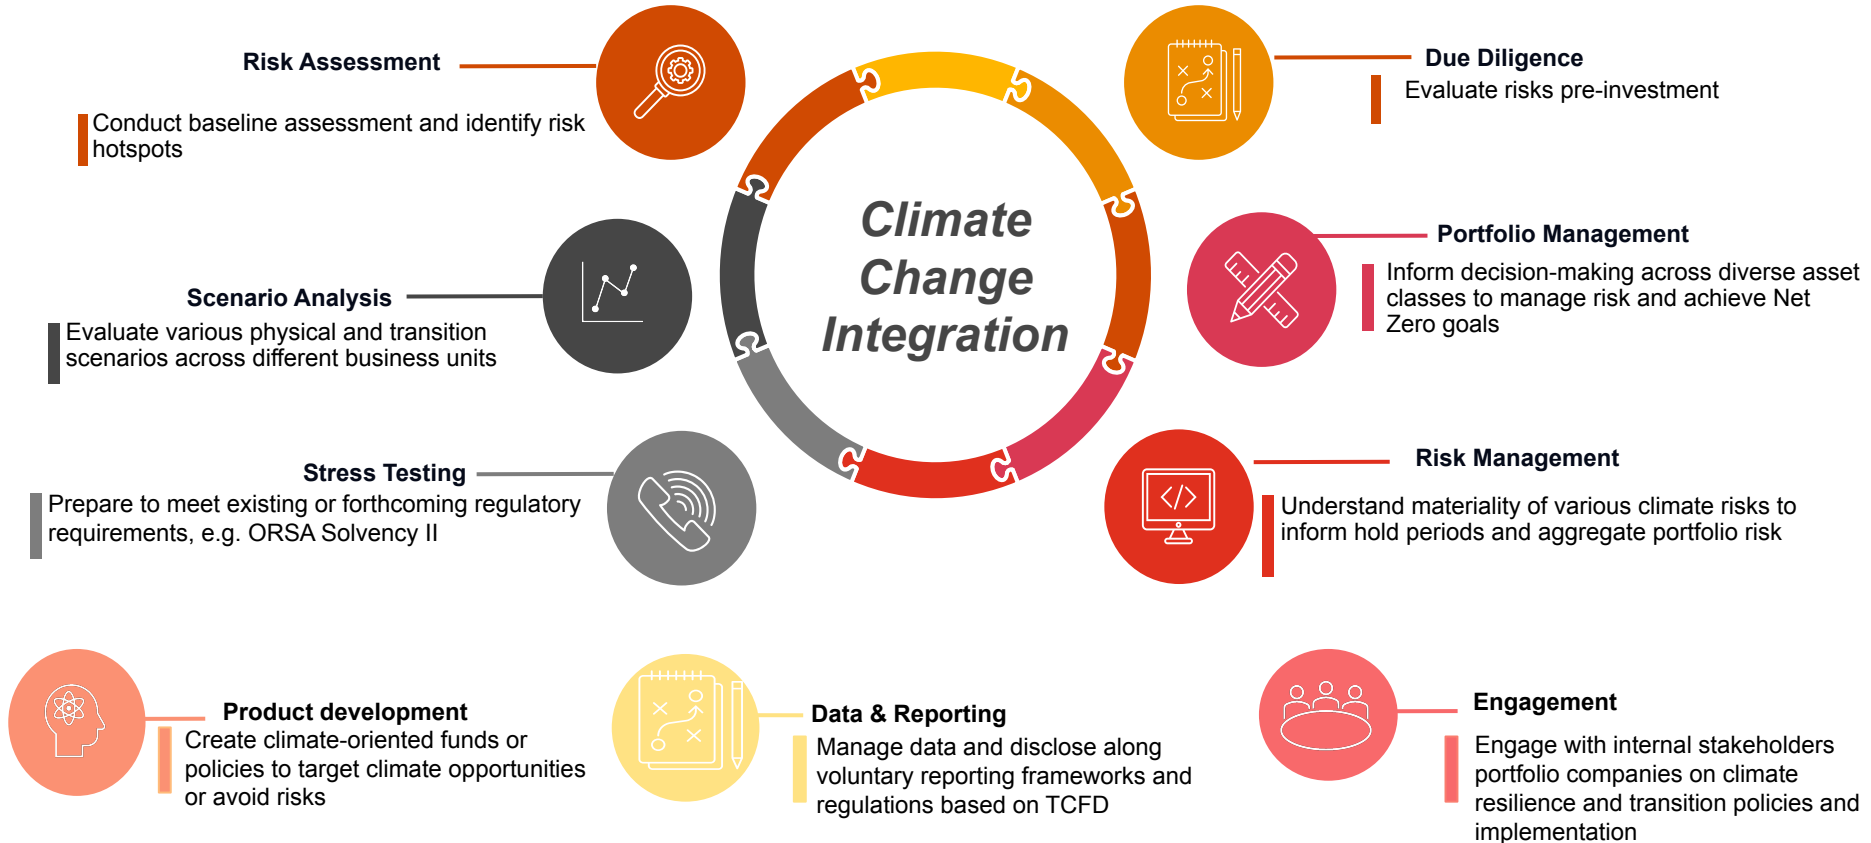 Risk Assessment
Conduct baseline assessment and identify risk
hotspots
Scenario Analysis
Evaluate various physical and transition
scenarios across different business units
Stress Testing
Prepare to meet existing or forthcoming regulatory
requirements, e.g. ORSA Solvency II
Climate
Change
Integration
Due Diligence
Evaluate risks pre-investment
Portfolio Management
Inform decision-making across diverse asset
classes to manage risk and achieve Net
Zero goals
Risk Management
Understand materiality of various climate risks to
inform hold periods and aggregate portfolio risk
Product development
Create climate-oriented funds or
policies to target climate opportunities
or avoid risks
Data & Reporting
Manage data and disclose along
voluntary reporting frameworks and
regulations based on TCFD
Engagement
Engage with internal stakeholders
portfolio companies on climate
resilience and transition policies and
implementation